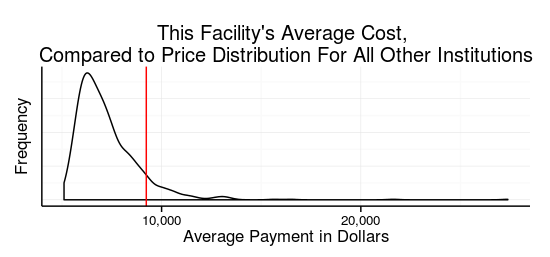 This Facility's Average Cost,
Compared to Price Distribution For All Other Institutions
Frequency
10,000
20,000
Average Payment in Dollars